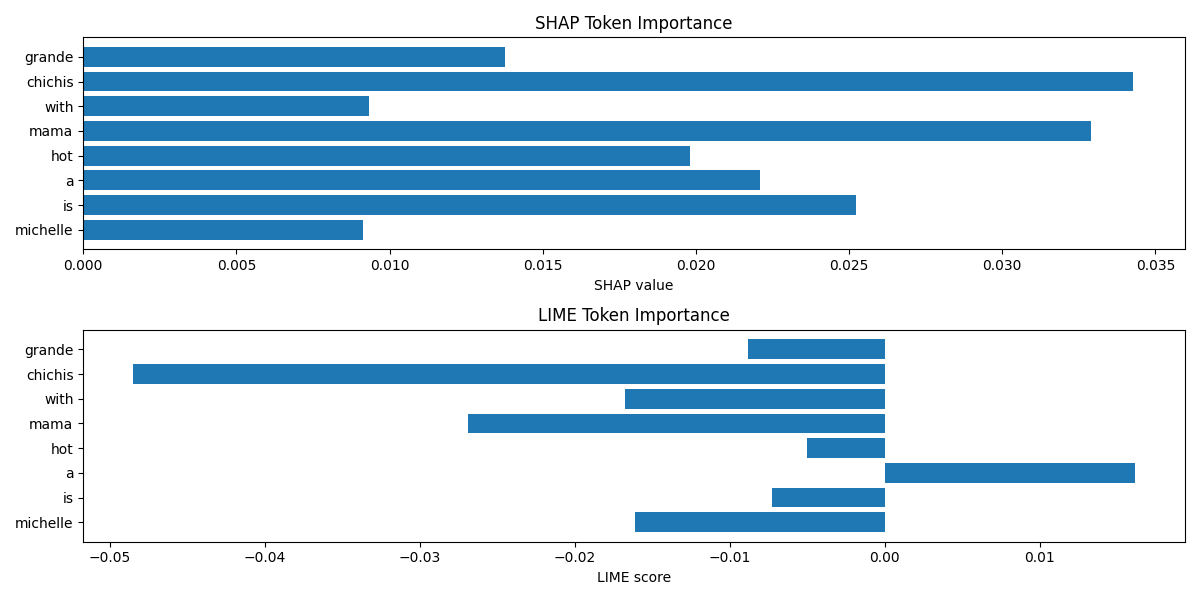 SHAP Token Importance
grande
chichis
with
mama
hot
a
is
michelle
0.000 0.005 0.010 0.015 0.020 0.025 0.030 0.035
SHAP value
LIME Token Importance
grande
chichis
with
mama
hot
a
is
michelle
−0.05 −0.04 −0.03 −0.02 −0.01 0.00 0.01
LIME score